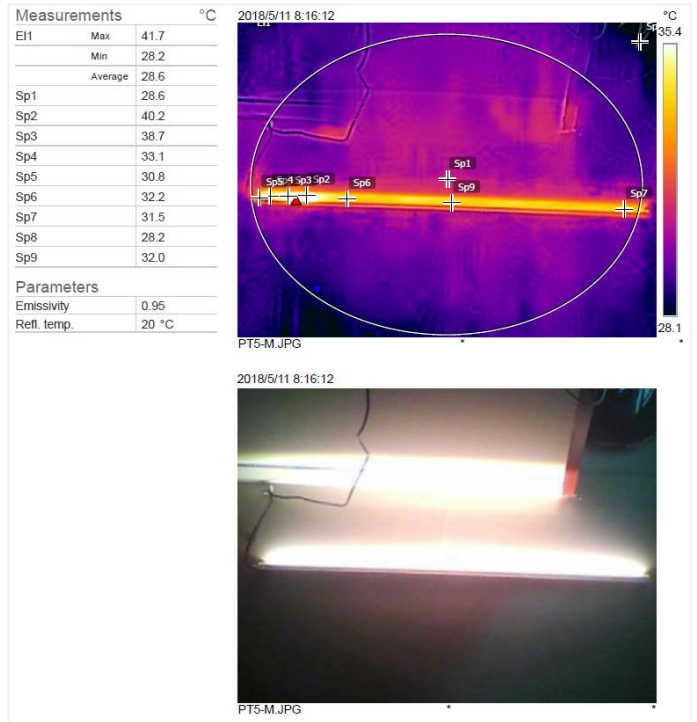 Measurements °C
El1 Max 41.7
Min 28.2
Average 28.6
Sp1 28.6
Sp2 40.2
Sp3 38.7
Sp4 33.1
Sp5 30.8
Sp6 32.2
Sp7 31.5
Sp8 28.2
Sp9 32.0
Parameters
Emissivity 0.95
Refl. temp. 20 °C
2018/5/11 8:16:12
°C
35.4
El1
Sp1
Sp5 Sp3 Sp2
Sp6
Sp9
Sp7
28.1
PT5-M.JPG * *
2018/5/11 8:16:12
PT5-M.JPG * *